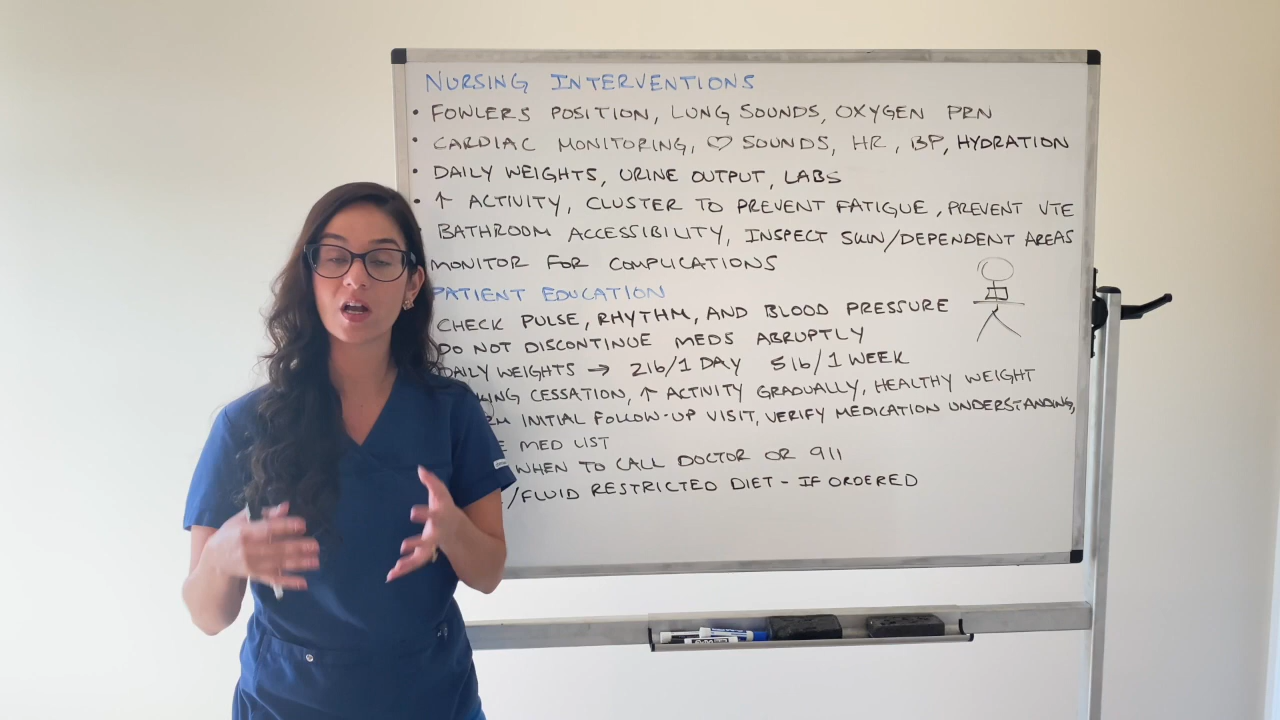 NURSING INTERVENTIONS
• FOWLERS POSITION, LUNG SOUNDS, OXYGEN PRN
• CARDIAC MONITORING, ♡ SOUNDS, HR, BP, HYDRATION
• DAILY WEIGHTS, URINE OUTPUT, LABS
• ↑ ACTIVITY, CLUSTER TO PREVENT FATIGUE, PREVENT VTE
• BATHROOM ACCESSIBILITY, INSPECT SKIN/DEPENDENT AREAS
MONITOR FOR COMPLICATIONS
PATIENT EDUCATION
CHECK PULSE, RHYTHM, AND BLOOD PRESSURE
DO NOT DISCONTINUE MEDS ABRUPTLY
DAILY WEIGHTS → 2lb/1 DAY 5lb/1 WEEK
CESSATION, ↑ ACTIVITY GRADUALLY, HEALTHY WEIGHT
INITIAL FOLLOW-UP VISIT, VERIFY MEDICATION UNDERSTANDING,
MED LIST
WHEN TO CALL DOCTOR OR 911
/FLUID RESTRICTED DIET - IF ORDERED